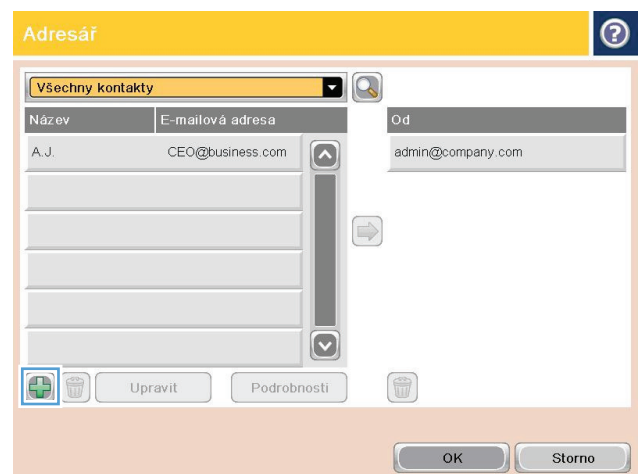 Adresář
?
Všechny kontakty
Název E-mailová adresa Od
A.J. CEO@business.com admin@company.com
Upravit Podrobnosti
OK Storno